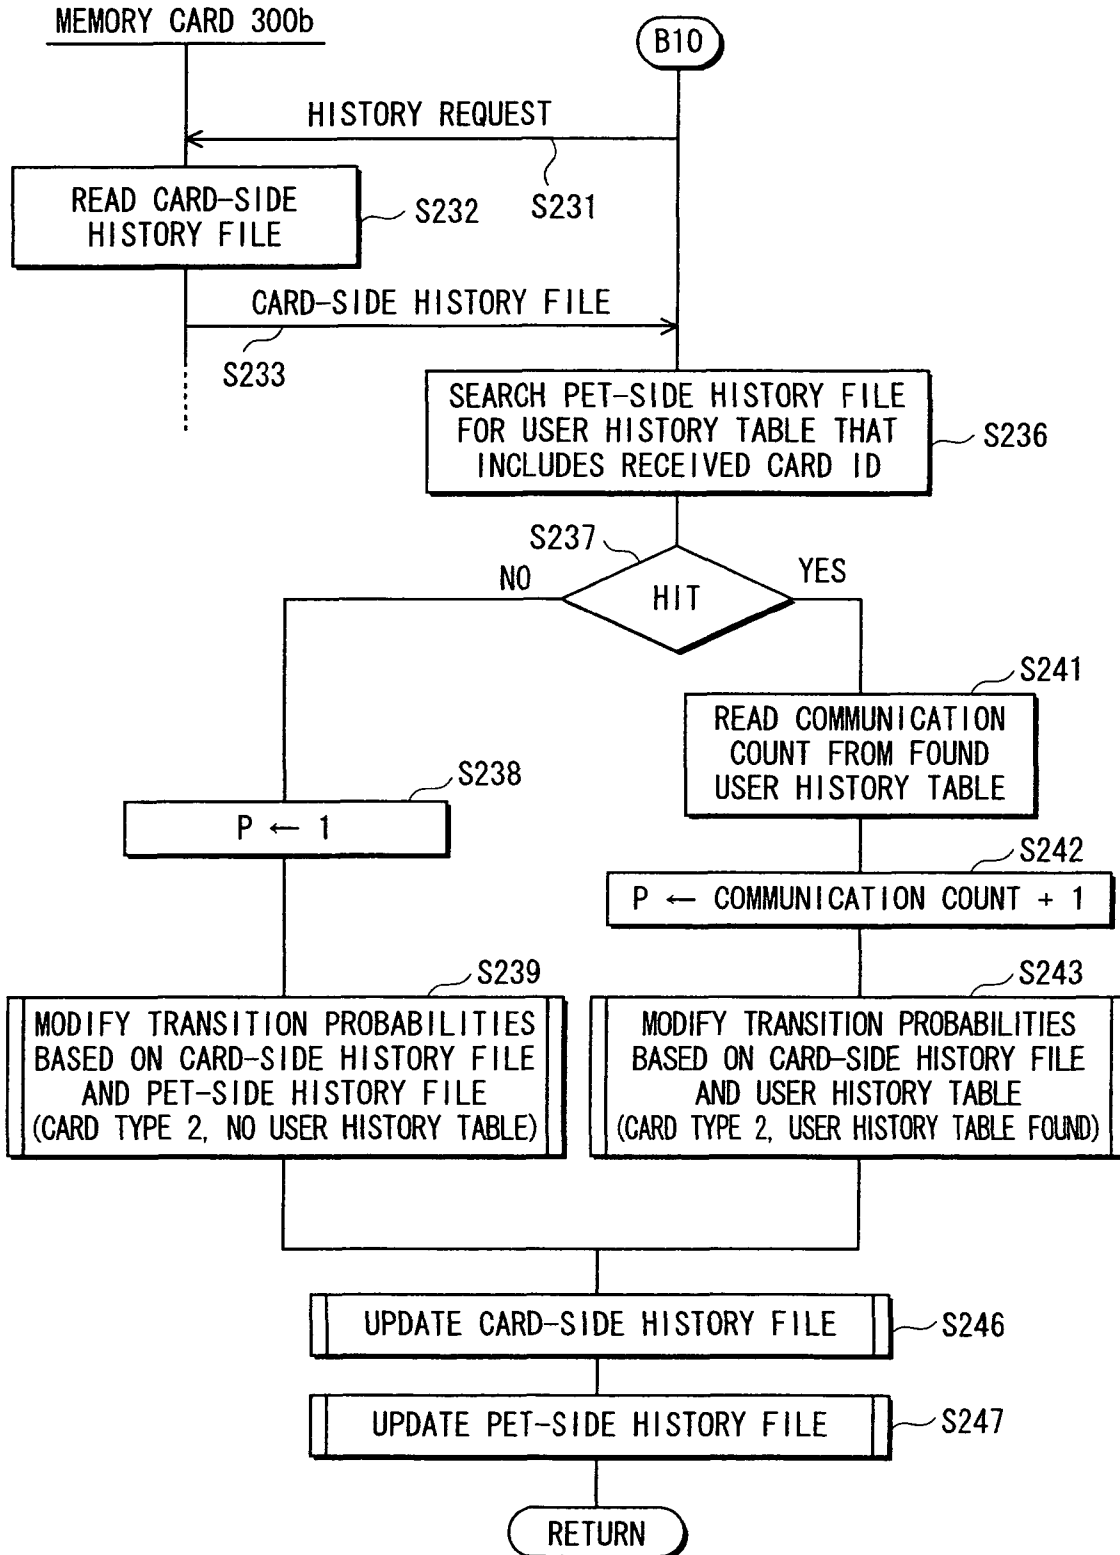 MEMORY CARD 300b
B10
HISTORY REQUEST
S231
READ CARD-SIDE
HISTORY FILE
S232
CARD-SIDE HISTORY FILE
S233
SEARCH PET-SIDE HISTORY FILE
FOR USER HISTORY TABLE THAT
INCLUDES RECEIVED CARD ID
S236
S237
NO
HIT
YES
S241
READ COMMUNICATION
COUNT FROM FOUND
USER HISTORY TABLE
S238
P ← 1
S242
P ← COMMUNICATION COUNT + 1
S239
MODIFY TRANSITION PROBABILITIES
BASED ON CARD-SIDE HISTORY FILE
AND PET-SIDE HISTORY FILE
(CARD TYPE 2, NO USER HISTORY TABLE)
S243
MODIFY TRANSITION PROBABILITIES
BASED ON CARD-SIDE HISTORY FILE
AND USER HISTORY TABLE
(CARD TYPE 2, USER HISTORY TABLE FOUND)
UPDATE CARD-SIDE HISTORY FILE
S246
UPDATE PET-SIDE HISTORY FILE
S247
RETURN